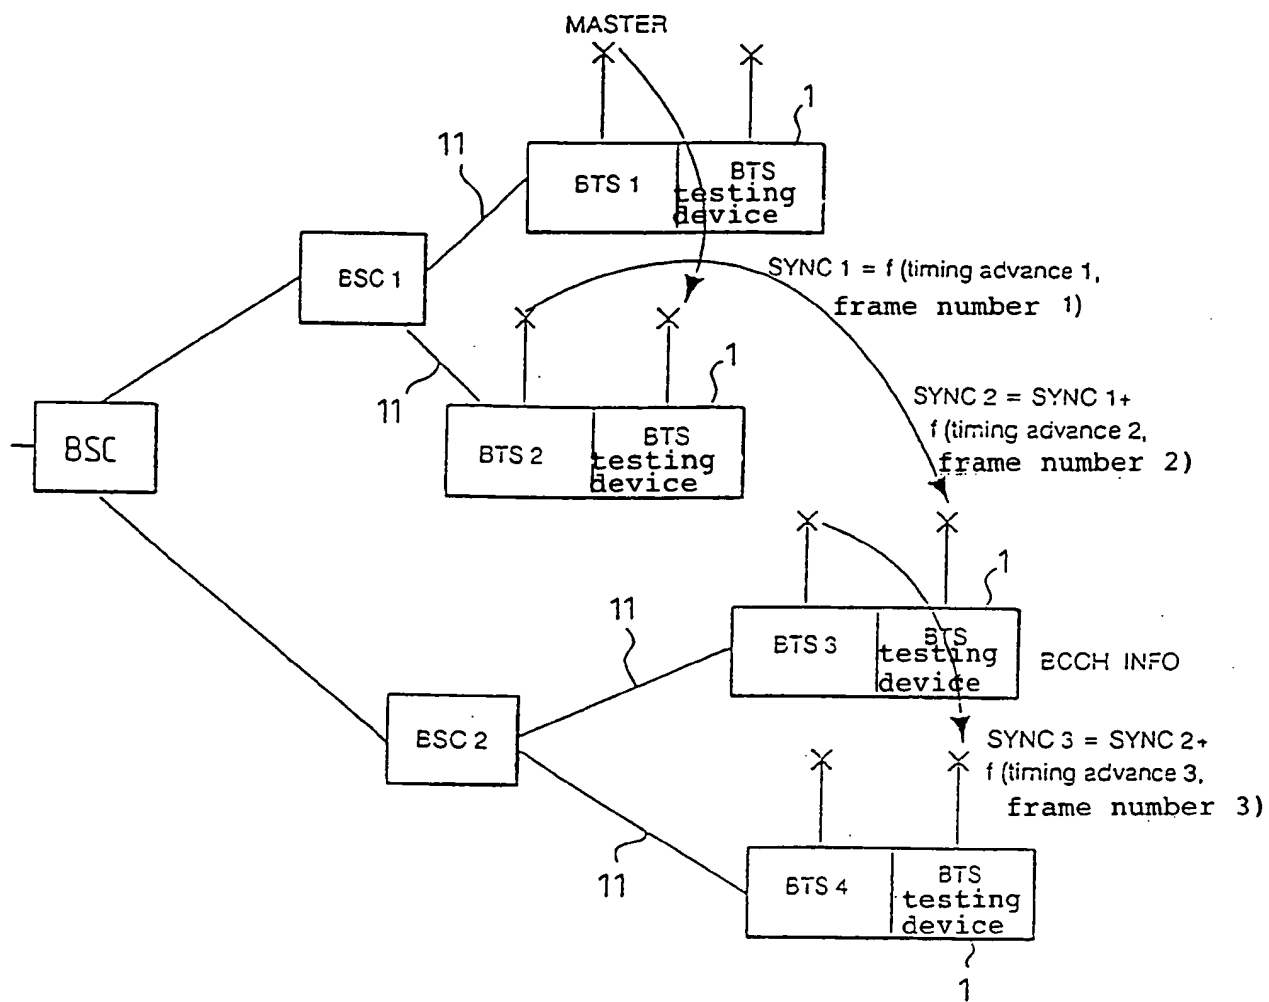 MASTER
1
11
BTS 1
BTS
testing
device
BSC 1
SYNC 1 = f (timing advance 1,
frame number 1)
11
1
SYNC 2 = SYNC 1+
f (timing advance 2,
frame number 2)
BSC
BTS 2
BTS
testing
device
1
11
BTS 3
BTS
testing
device
BCCH INFO
BSC 2
SYNC 3 = SYNC 2+
f (timing advance 3,
frame number 3)
11
BTS 4
BTS
testing
device
1